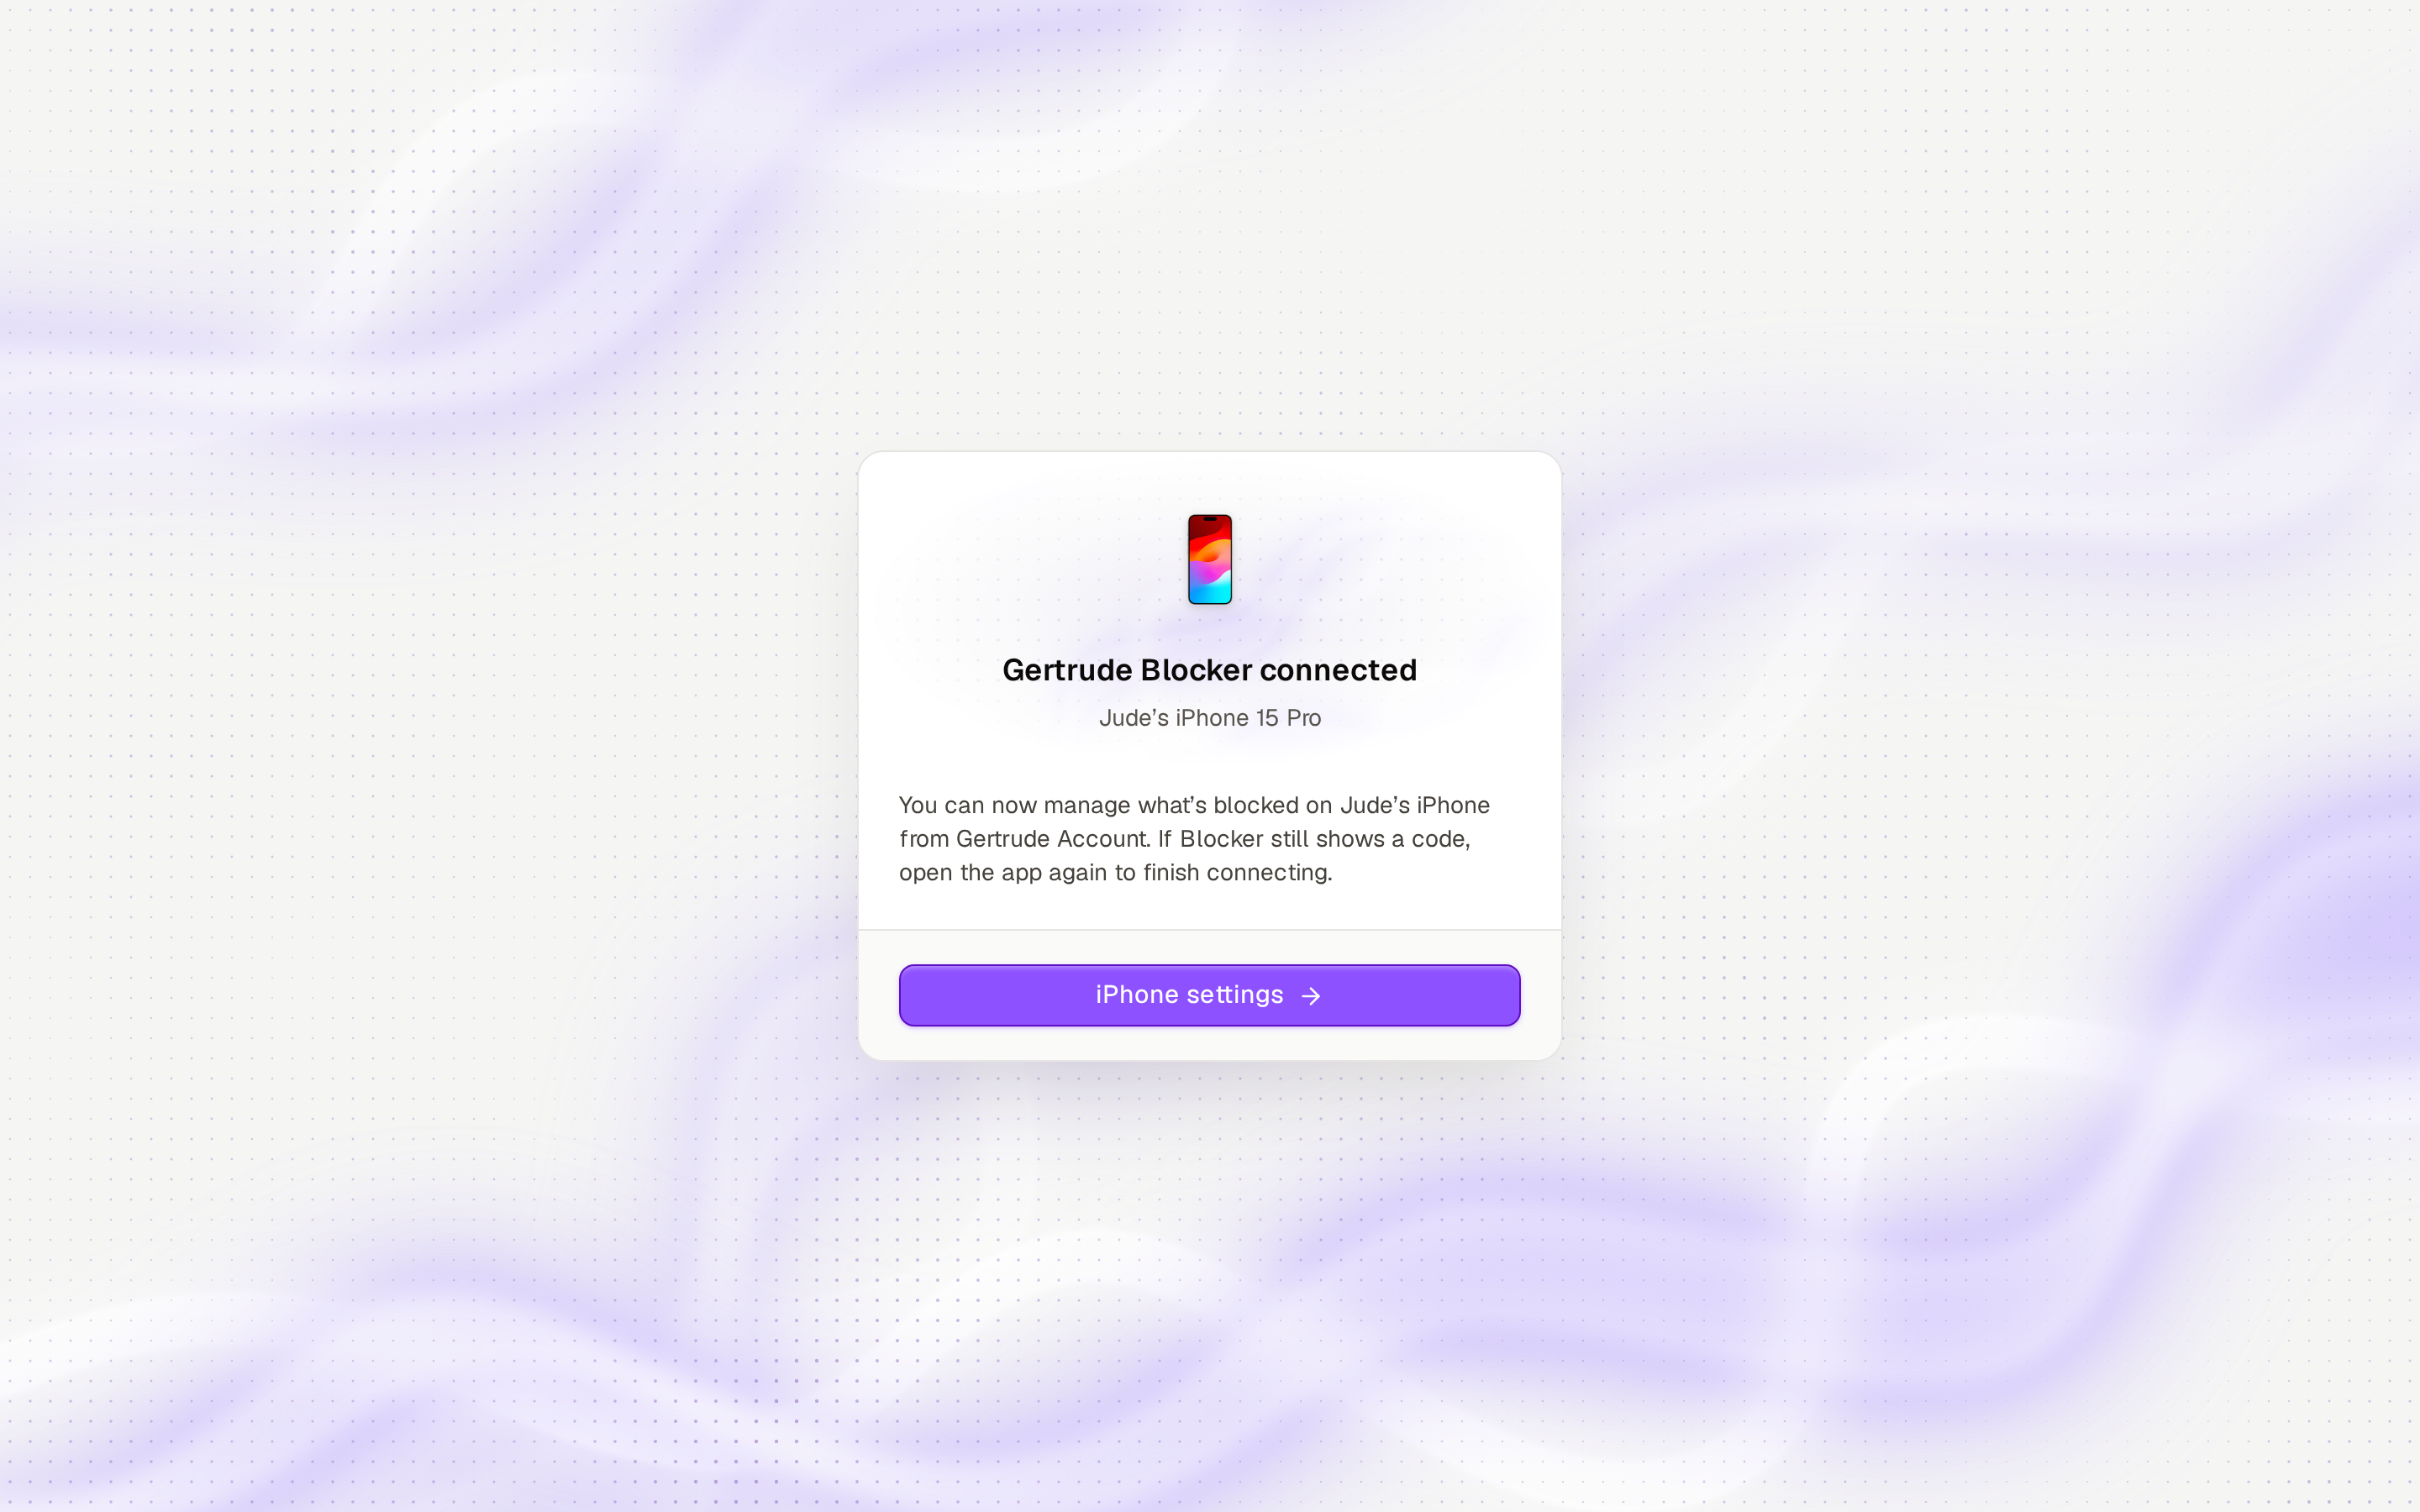 Gertrude Blocker connected
Jude’s iPhone 15 Pro
You can now manage what’s blocked on Jude’s iPhone
from Gertrude Account. If Blocker still shows a code,
open the app again to finish connecting.
iPhone settings →